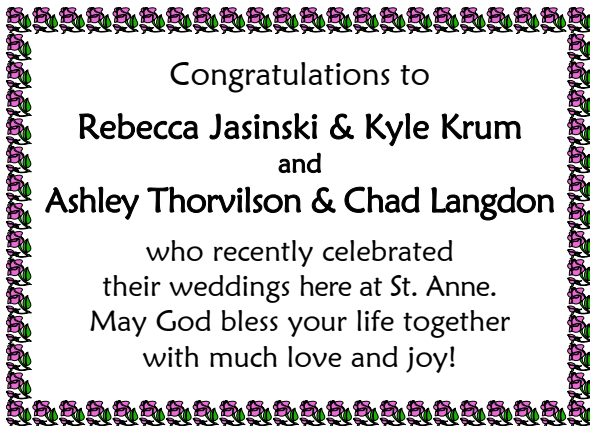 Congratulations to
Rebecca Jasinski & Kyle Krum
and
Ashley Thorvilson & Chad Langdon
who recently celebrated
their weddings here at St. Anne.
May God bless your life together
with much love and joy!